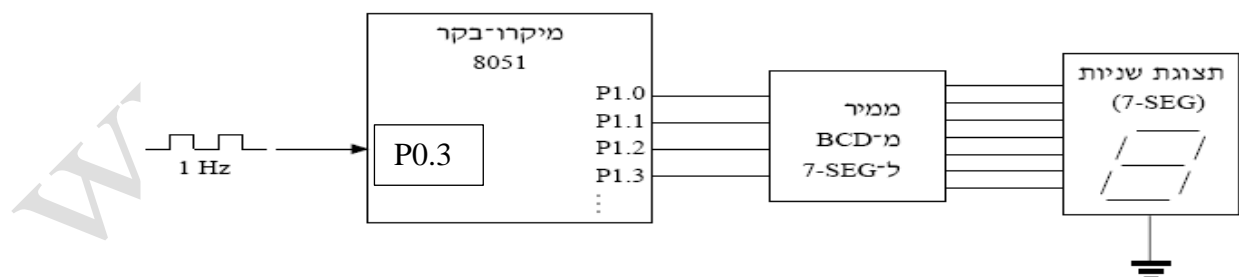 מיקרו־בקר
8051
P0.3
P1.0
P1.1
P1.2
P1.3
1 Hz
ממיר
מ־BCD
ל־7-SEG
תצוגת שניות
(7-SEG)
W